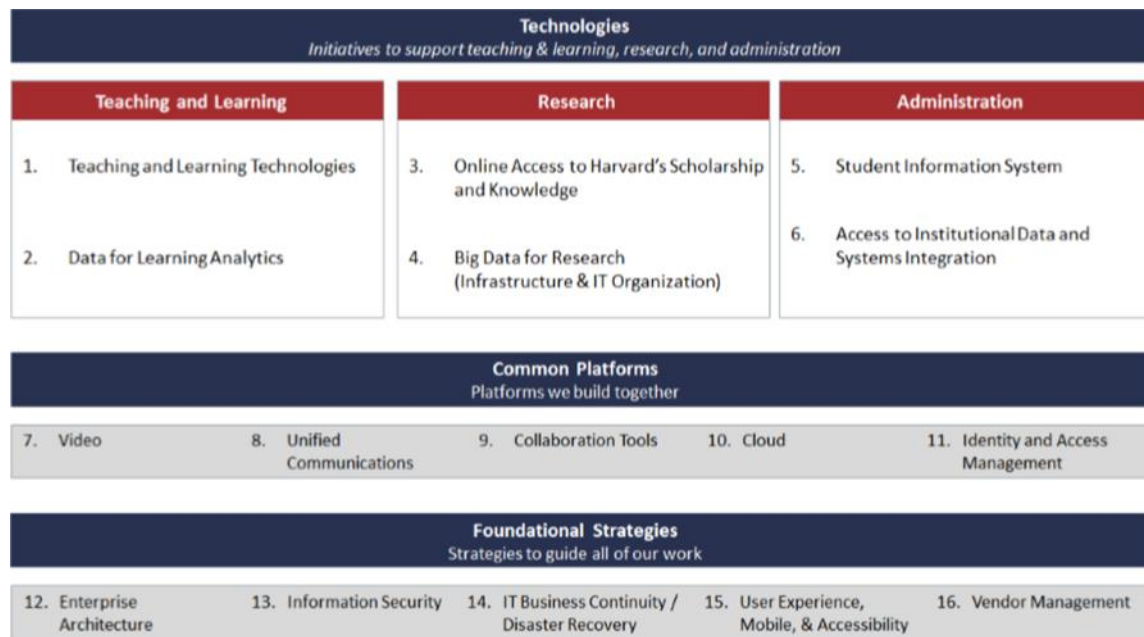 Technologies
Initiatives to support teaching & learning, research, and administration
Teaching and Learning
1. Teaching and Learning Technologies
2. Data for Learning Analytics
Research
3. Online Access to Harvard's Scholarship
and Knowledge
4. Big Data for Research
(Infrastructure & IT Organization)
Administration
5. Student Information System
6. Access to Institutional Data and
Systems Integration
Common Platforms
Platforms we build together
7. Video
8. Unified
Communications
9. Collaboration Tools
10. Cloud
11. Identity and Access
Management
Foundational Strategies
Strategies to guide all of our work
12. Enterprise
Architecture
13. Information Security
14. IT Business Continuity /
Disaster Recovery
15. User Experience,
Mobile, & Accessibility
16. Vendor Management